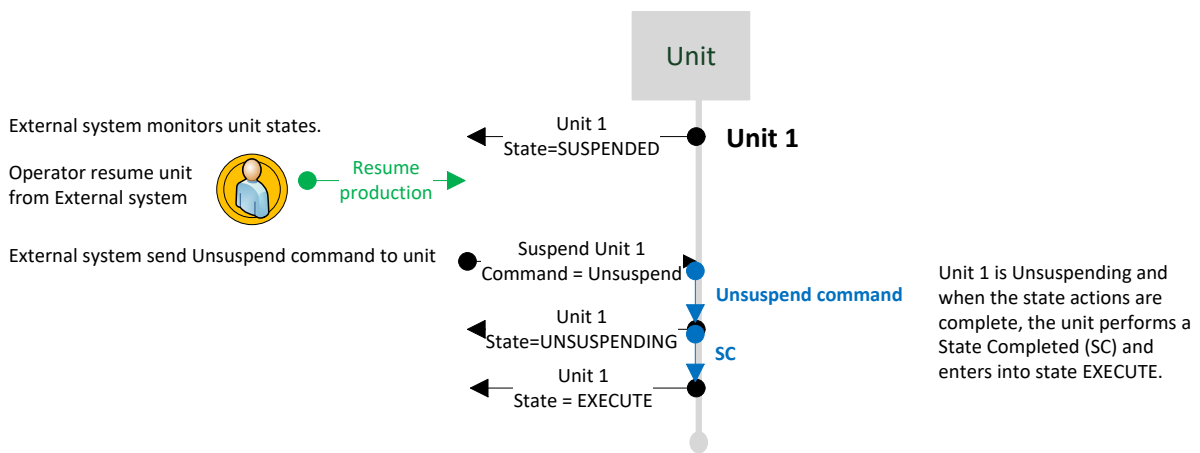 Unit
External system monitors unit states.
Unit 1
State=SUSPENDED
Unit 1
Operator resume unit
from External system
Resume
production
External system send Unsuspend command to unit
Suspend Unit 1
Command = Unsuspend
Unsuspend command
Unit 1
State=UNSUSPENDING
SC
Unit 1
State = EXECUTE
Unit 1 is Unsuspending and
when the state actions are
complete, the unit performs a
State Completed (SC) and
enters into state EXECUTE.